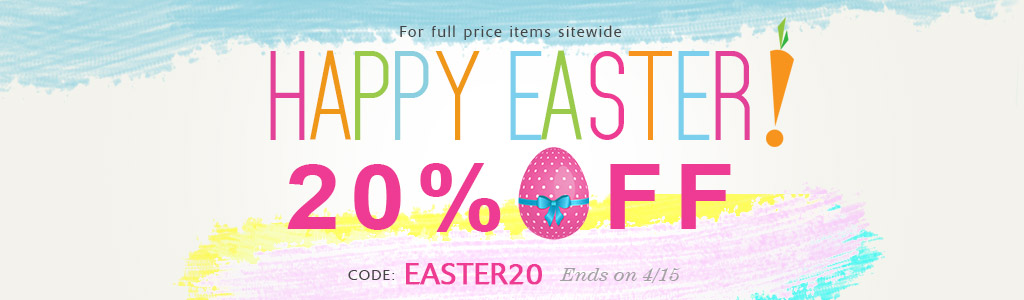 For full price items sitewide
HAPPY EASTER!
20% OFF
CODE: EASTER20 Ends on 4/15